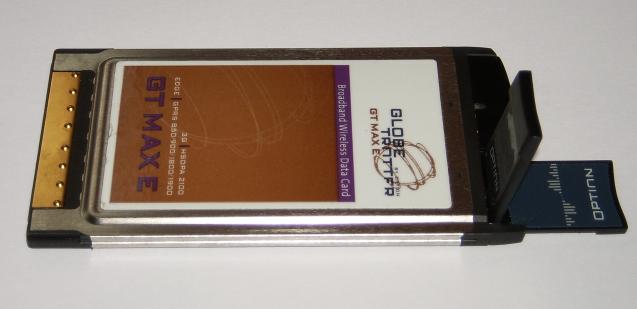 GLOBE
TROTTER
GT MAX E
Broadband Wireless Data Card
3G | HSDPA 2100
EDGE | GPRS 850/900/1800/1900
GT MAX E
OPTION
OPTION